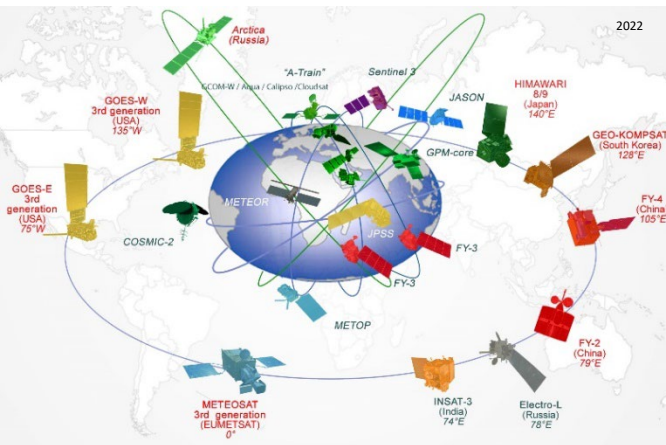 2022
Arctica
(Russia)
"A-Train"
GCOM-W / Aqua / Calipso /Cloudsat
Sentinel 3
JASON
HIMAWARI
8/9
(Japan)
140°E
GOES-W
3rd generation
(USA)
135°W
GPM-core
GEO-KOMPSAT
(South Korea)
128°E
GOES-E
3rd
generation
(USA)
75°W
METEOR
FY-4
(China)
105°E
COSMIC-2
JPSS
FY-3
FY-3
METOP
FY-2
(China)
79°E
METEOSAT
3rd generation
(EUMETSAT)
0°
INSAT-3
(India)
74°E
Electro-L
(Russia)
78°E